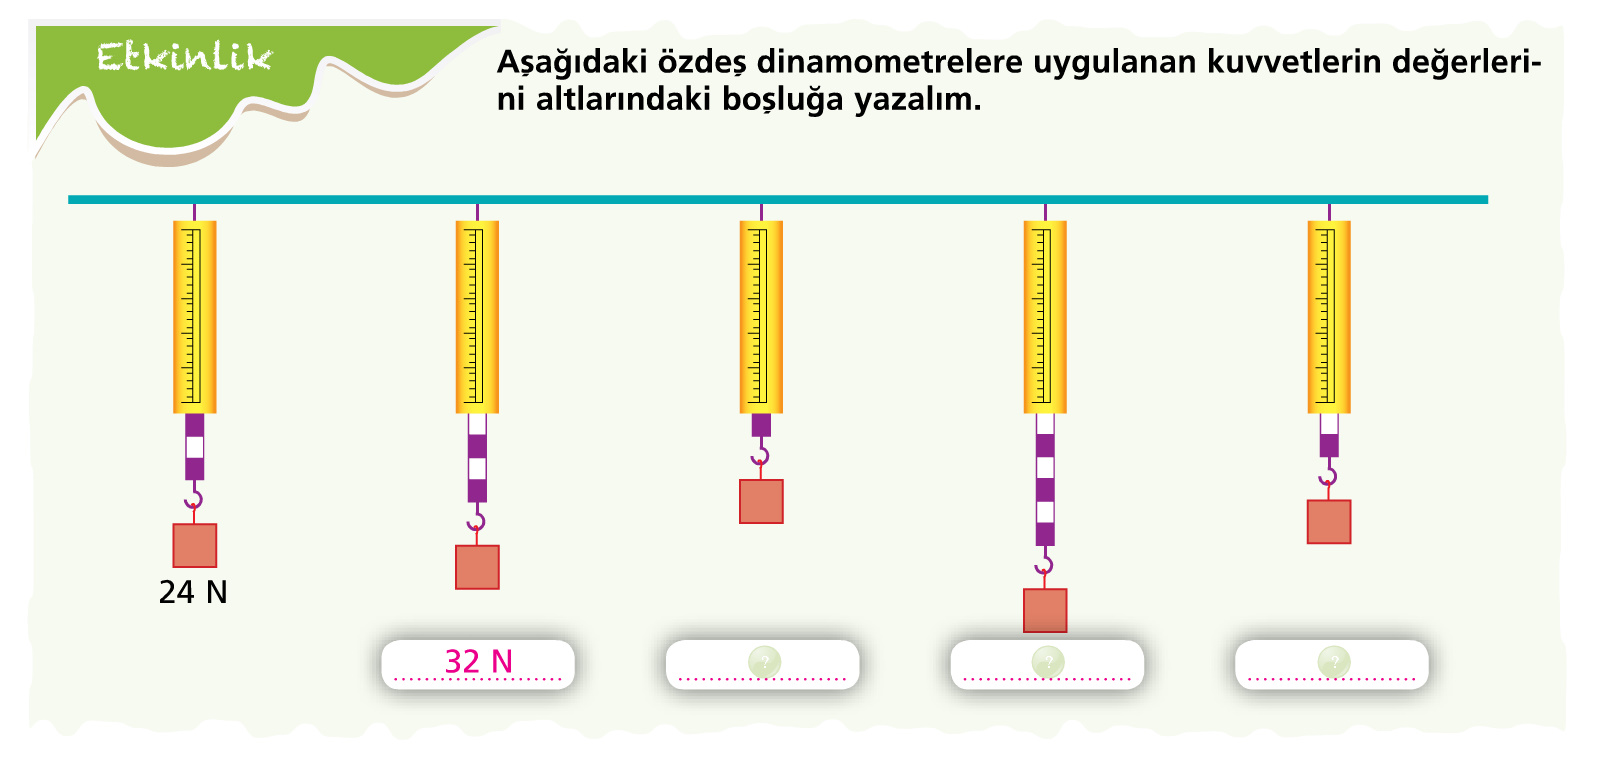 Etkinlik
Aşağıdaki özdeş dinamometrelere uygulanan kuvvetlerin değerleri-
ni altlarındaki boşluğa yazalım.
24 N
32 N
?
?
?